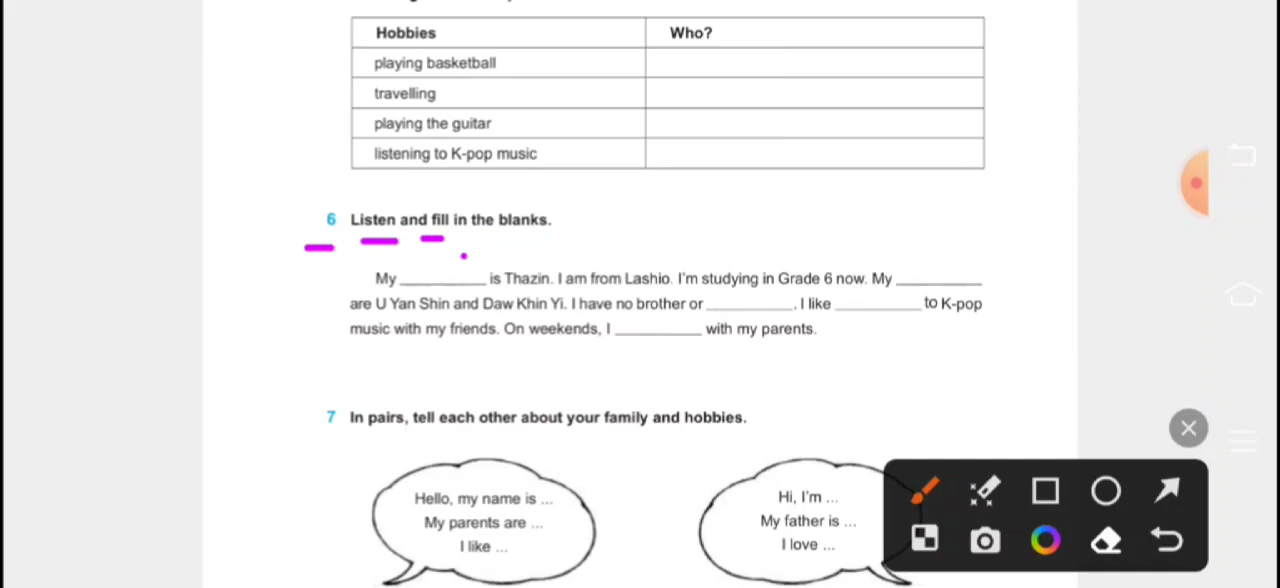 Hobbies Who?
playing basketball
travelling
playing the guitar
listening to K-pop music
6 Listen and fill in the blanks.
My __________ is Thazin. I am from Lashio. I'm studying in Grade 6 now. My __________
are U Yan Shin and Daw Khin Yi. I have no brother or __________. I like __________ to K-pop
music with my friends. On weekends, I __________ with my parents.
7 In pairs, tell each other about your family and hobbies.
Hello, my name is ...
My parents are ...
I like ...
Hi, I'm ...
My father is ...
I love ...